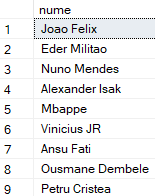 nume
1 Joao Felix
2 Eder Militao
3 Nuno Mendes
4 Alexander Isak
5 Mbappe
6 Vinicius JR
7 Ansu Fati
8 Ousmane Dembele
9 Petru Cristea